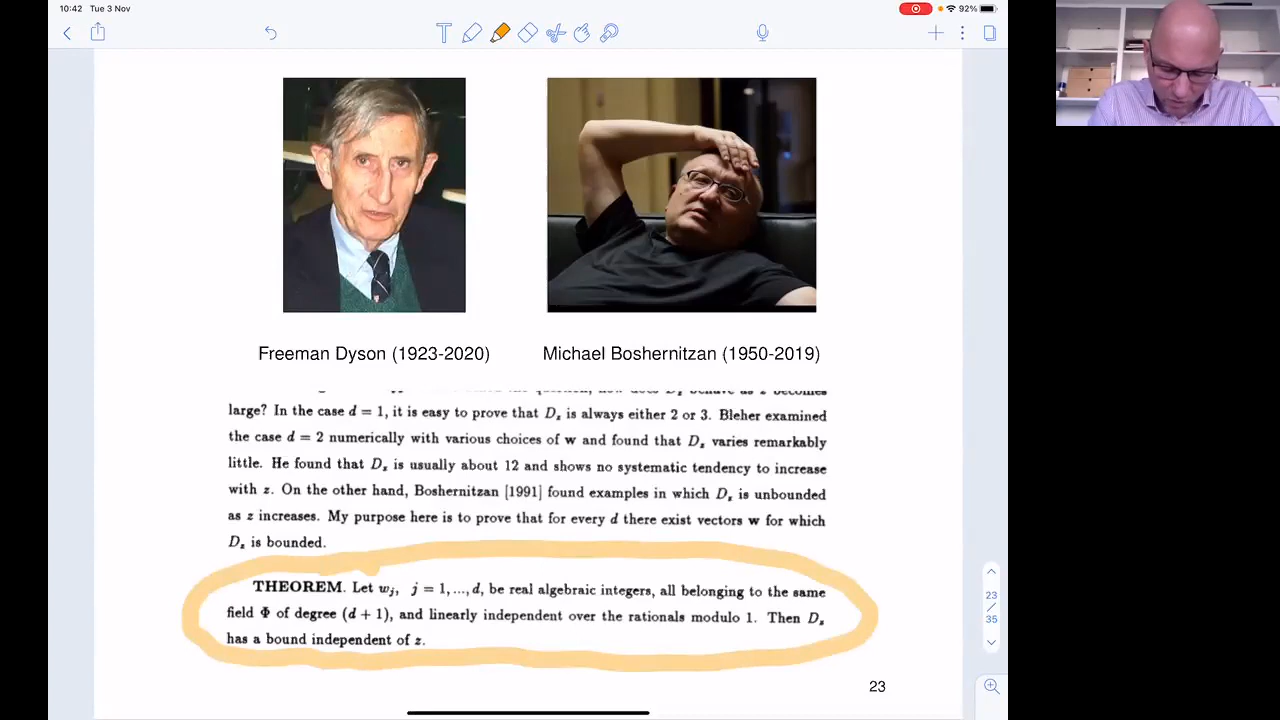 10:42 Tue 3 Nov
92%
Freeman Dyson (1923-2020)
Michael Boshernitzan (1950-2019)
large? In the case d = 1, it is easy to prove that D_z is always either 2 or 3. Bleher examined
the case d = 2 numerically with various choices of w and found that D_z varies remarkably
little. He found that D_z is usually about 12 and shows no systematic tendency to increase
with z. On the other hand, Boshernitzan [1991] found examples in which D_z is unbounded
as z increases. My purpose here is to prove that for every d there exist vectors w for which
D_z is bounded.
THEOREM. Let w_j, j = 1, ..., d, be real algebraic integers, all belonging to the same
field Φ of degree (d + 1), and linearly independent over the rationals modulo 1. Then D_z
has a bound independent of z.
23
23
/
35